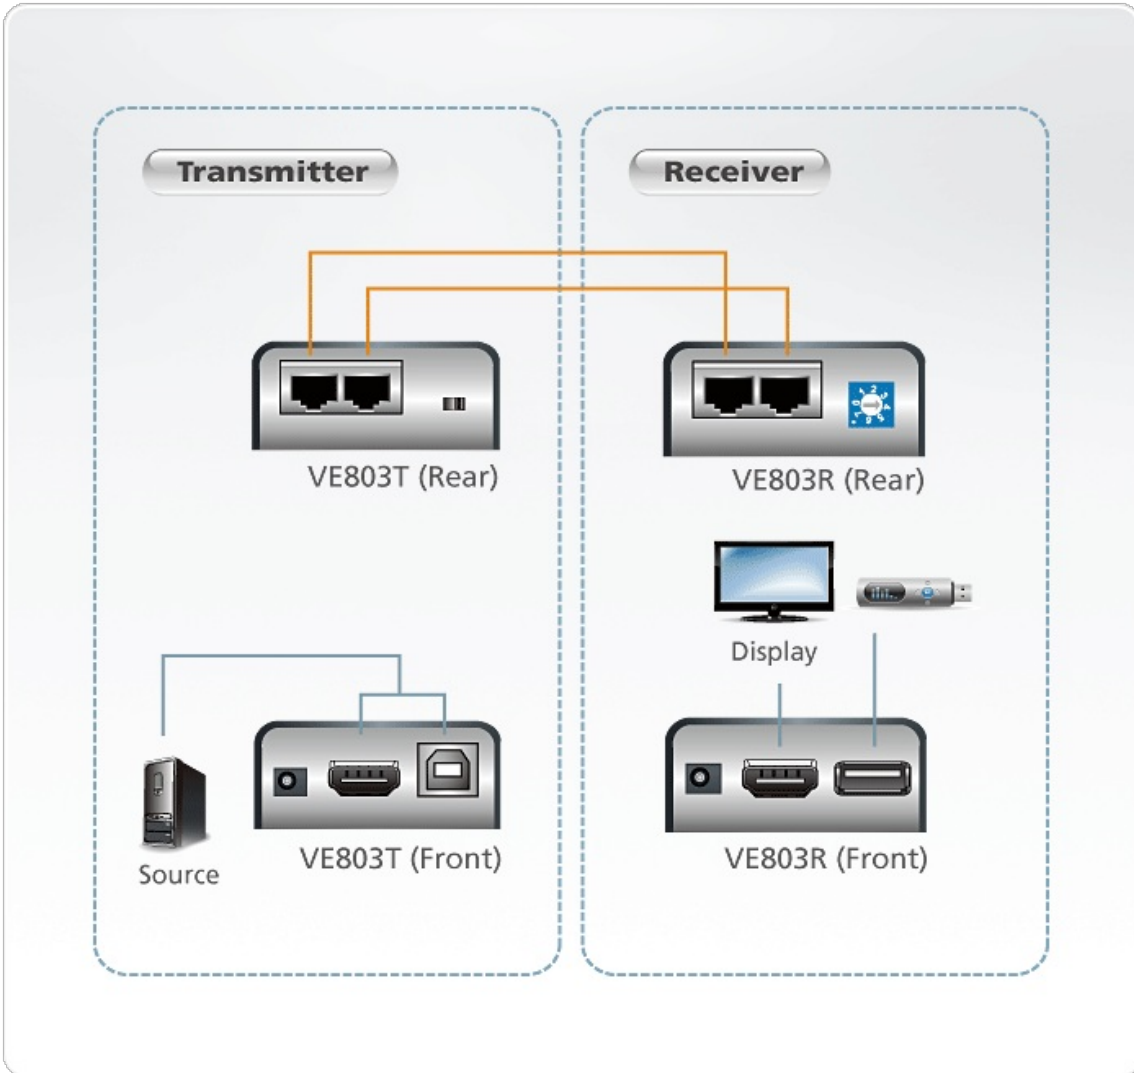 Transmitter
Receiver
VE803T (Rear)
VE803R (Rear)
Display
Source
VE803T (Front)
VE803R (Front)